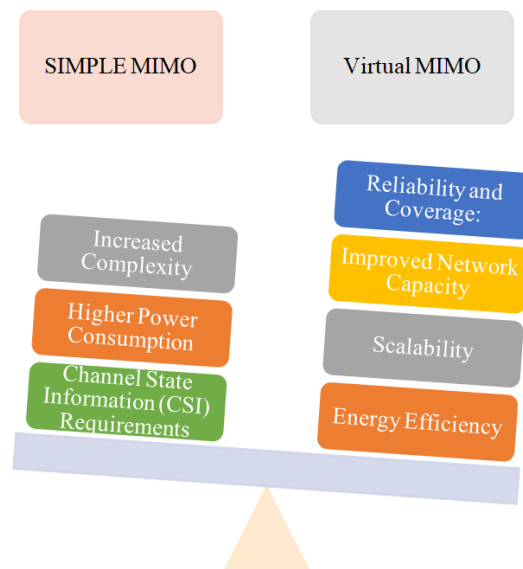 SIMPLE MIMO
Virtual MIMO
Increased
Complexity
Higher Power
Consumption
Channel State
Information (CSI)
Requirements
Reliability and
Coverage:
Improved Network
Capacity
Scalability
Energy Efficiency